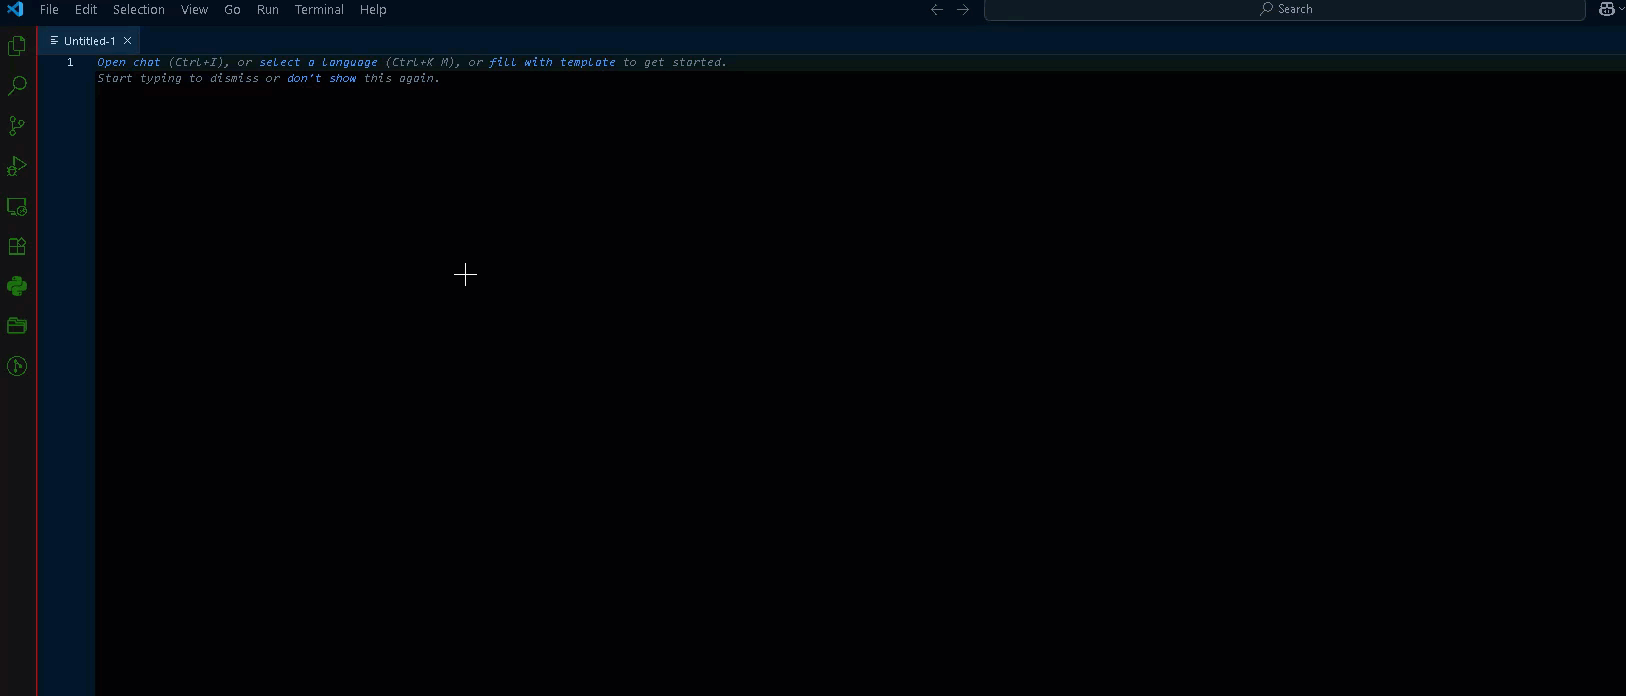 File Edit Selection View Go Run Terminal Help
Search
Untitled-1
1
Open chat (Ctrl+I), or select a language (Ctrl+K M), or fill with template to get started.
Start typing to dismiss or don't show this again.